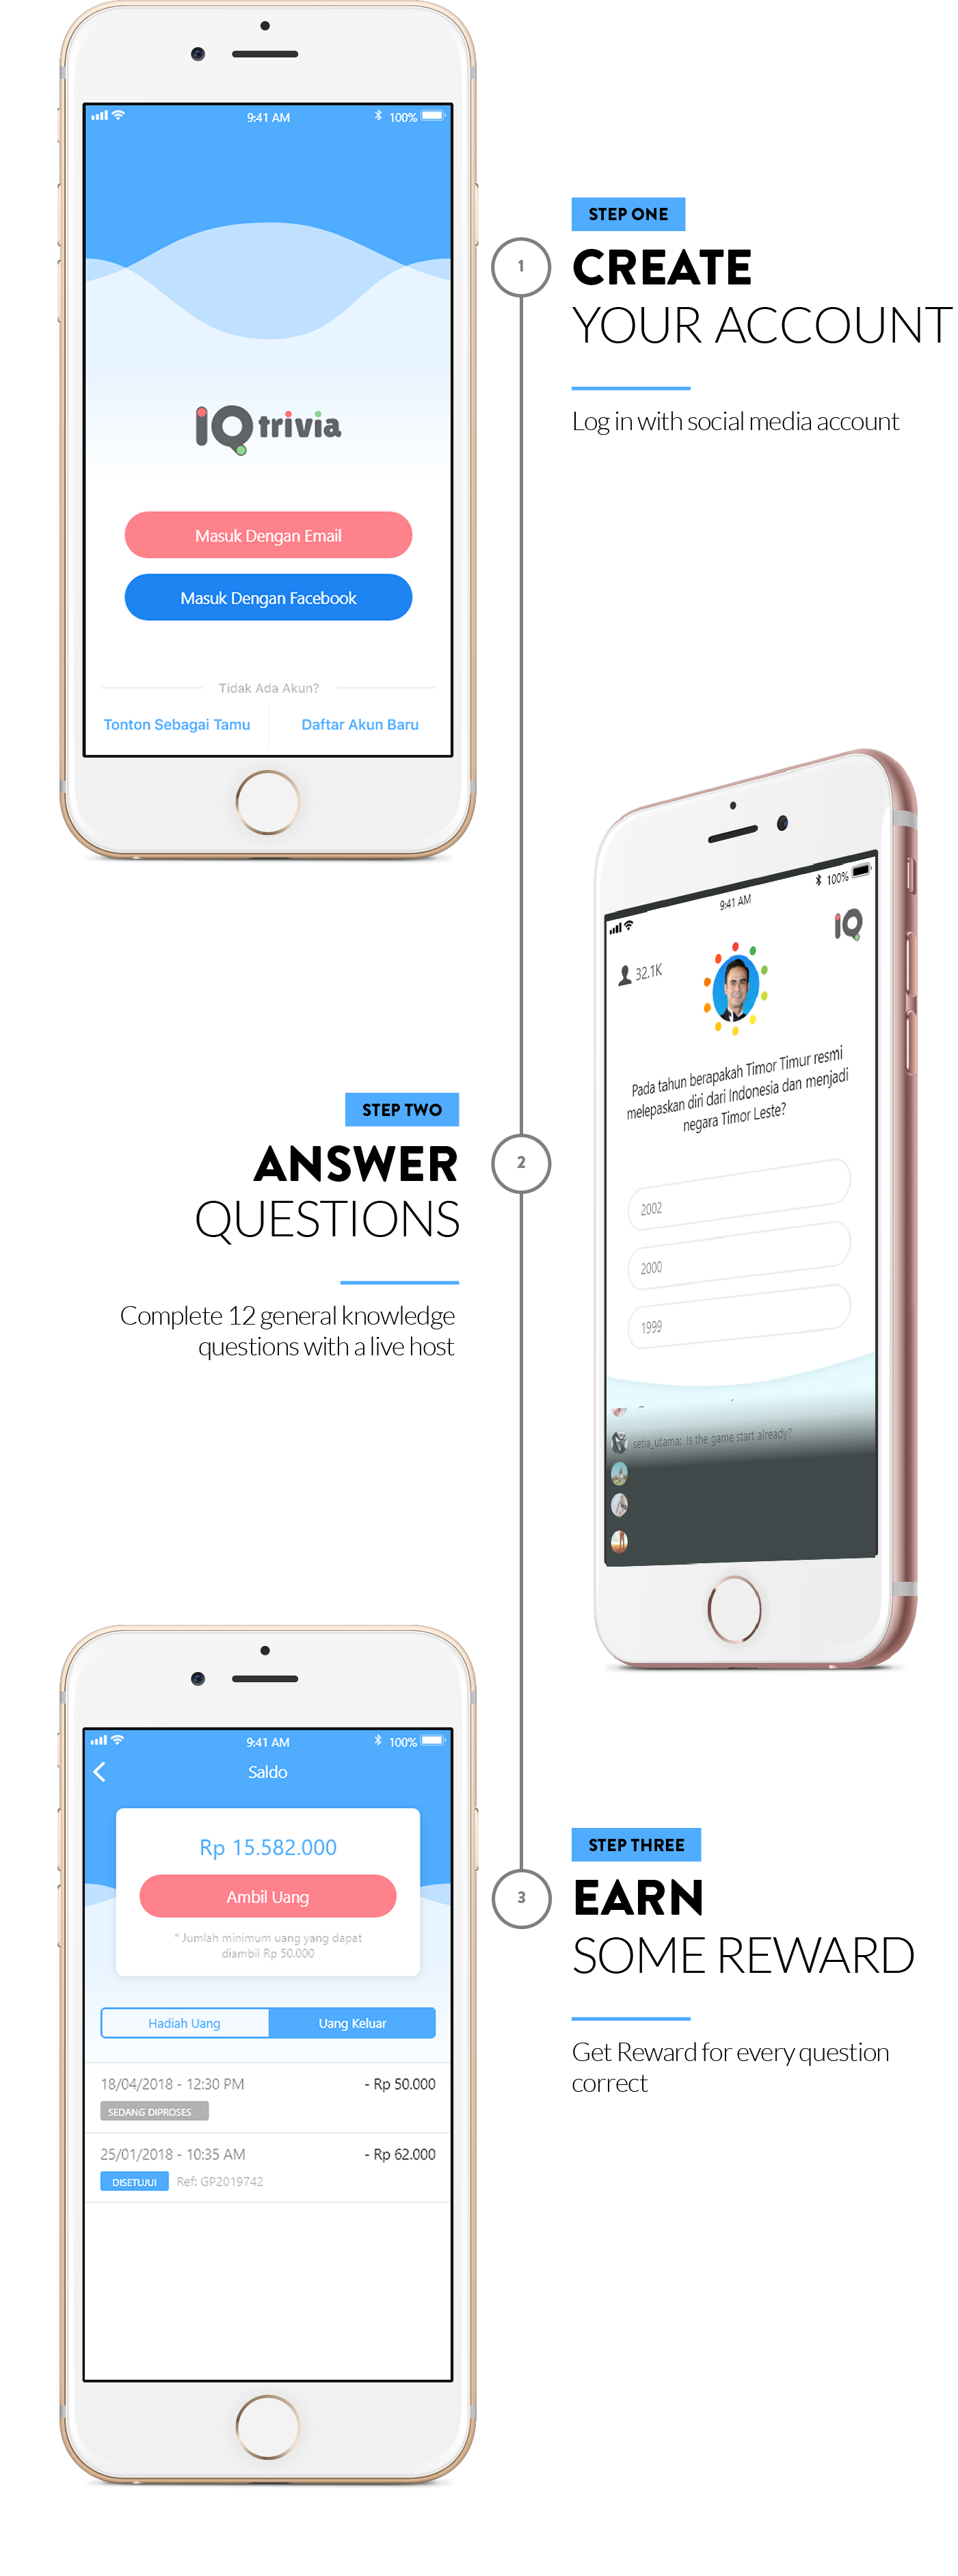 9:41 AM
100%
IQ trivia
Masuk Dengan Email
Masuk Dengan Facebook
Tidak Ada Akun?
Tonton Sebagai Tamu
Daftar Akun Baru
1
STEP ONE
CREATE
YOUR ACCOUNT
Log in with social media account
STEP TWO
ANSWER
QUESTIONS
Complete 12 general knowledge
questions with a live host
2
9:41 AM
100%
IQ
32.1K
Pada tahun berapakah Timor Timur resmi
melepaskan diri dari Indonesia dan menjadi
negara Timor Leste?
2002
2000
1999
setia_utama: Is the game start already?
9:41 AM
100%
Saldo
Rp 15.582.000
Ambil Uang
* Jumlah minimum uang yang dapat
diambil Rp 50.000
Hadiah Uang
Uang Keluar
18/04/2018 - 12:30 PM
- Rp 50.000
SEDANG DIPROSES
25/01/2018 - 10:35 AM
- Rp 62.000
DISETUJUI
Ref: GP2019742
3
STEP THREE
EARN
SOME REWARD
Get Reward for every question
correct